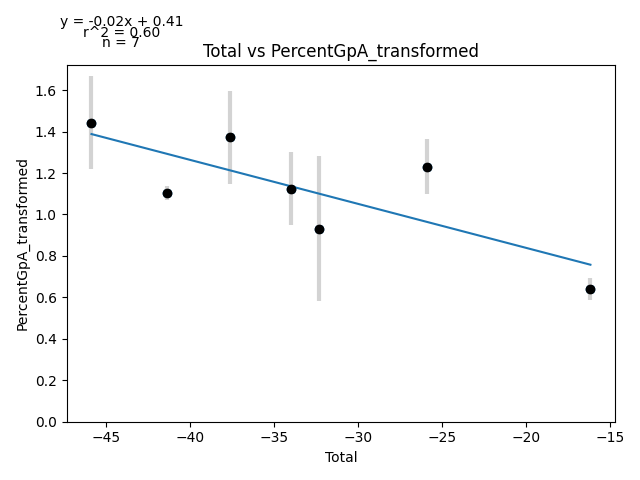 y = -0.02x + 0.41
r^2 = 0.60
n = 7
Total vs PercentGpA_transformed
PercentGpA_transformed
1.6
1.4
1.2
1.0
0.8
0.6
0.4
0.2
0.0
−45 −40 −35 −30 −25 −20 −15
Total